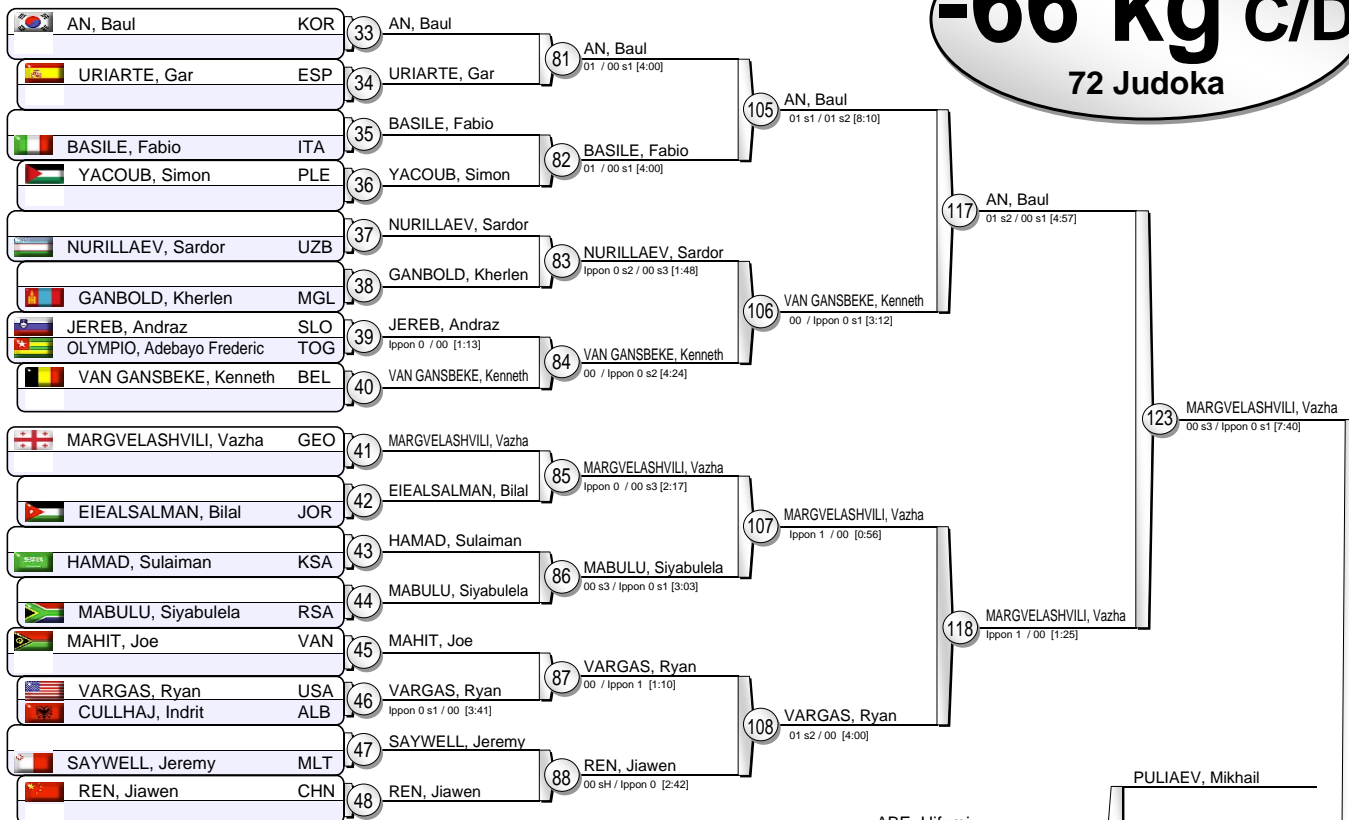 -66 kg C/D
72 Judoka
AN, Baul KOR
URIARTE, Gar ESP
BASILE, Fabio ITA
YACOUB, Simon PLE
NURILLAEV, Sardor UZB
GANBOLD, Kherlen MGL
JEREB, Andraz SLO
OLYMPIO, Adebayo Frederic TOG
VAN GANSBEKE, Kenneth BEL
MARGVELASHVILI, Vazha GEO
EIEALSALMAN, Bilal JOR
HAMAD, Sulaiman KSA
MABULU, Siyabulela RSA
MAHIT, Joe VAN
VARGAS, Ryan USA
CULLHAJ, Indrit ALB
SAYWELL, Jeremy MLT
REN, Jiawen CHN
33 AN, Baul
34 URIARTE, Gar
35 BASILE, Fabio
36 YACOUB, Simon
37 NURILLAEV, Sardor
38 GANBOLD, Kherlen
39 JEREB, Andraz
Ippon 0 / 00 [1:13]
40 VAN GANSBEKE, Kenneth
41 MARGVELASHVILI, Vazha
42 EIEALSALMAN, Bilal
43 HAMAD, Sulaiman
44 MABULU, Siyabulela
45 MAHIT, Joe
46 VARGAS, Ryan
Ippon 0 s1 / 00 [3:41]
47 SAYWELL, Jeremy
48 REN, Jiawen
81 AN, Baul
01 / 00 s1 [4:00]
82 BASILE, Fabio
01 / 00 s1 [4:00]
83 NURILLAEV, Sardor
Ippon 0 s2 / 00 s3 [1:48]
84 VAN GANSBEKE, Kenneth
00 / Ippon 0 s2 [4:24]
85 MARGVELASHVILI, Vazha
Ippon 0 / 00 s3 [2:17]
86 MABULU, Siyabulela
00 s3 / Ippon 0 s1 [3:03]
87 VARGAS, Ryan
00 / Ippon 1 [1:10]
88 REN, Jiawen
00 sH / Ippon 0 [2:42]
105 AN, Baul
01 s1 / 01 s2 [8:10]
106 VAN GANSBEKE, Kenneth
00 / Ippon 0 s1 [3:12]
107 MARGVELASHVILI, Vazha
Ippon 1 / 00 [0:56]
108 VARGAS, Ryan
01 s2 / 00 [4:00]
117 AN, Baul
01 s2 / 00 s1 [4:57]
118 MARGVELASHVILI, Vazha
Ippon 1 / 00 [1:25]
123 MARGVELASHVILI, Vazha
00 s3 / Ippon 0 s1 [7:40]
PULIAEV, Mikhail